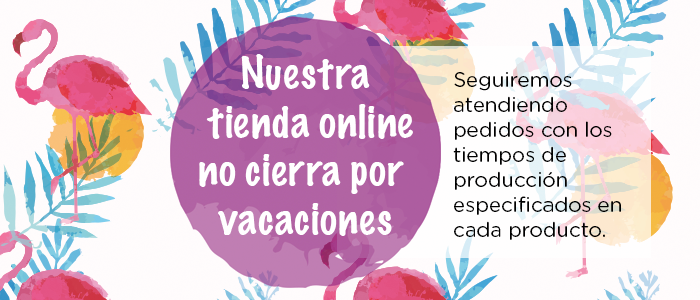 Nuestra
tienda online
no cierra por
vacaciones
Seguiremos
atendiendo
pedidos con los
tiempos de
producción
especificados en
cada producto.